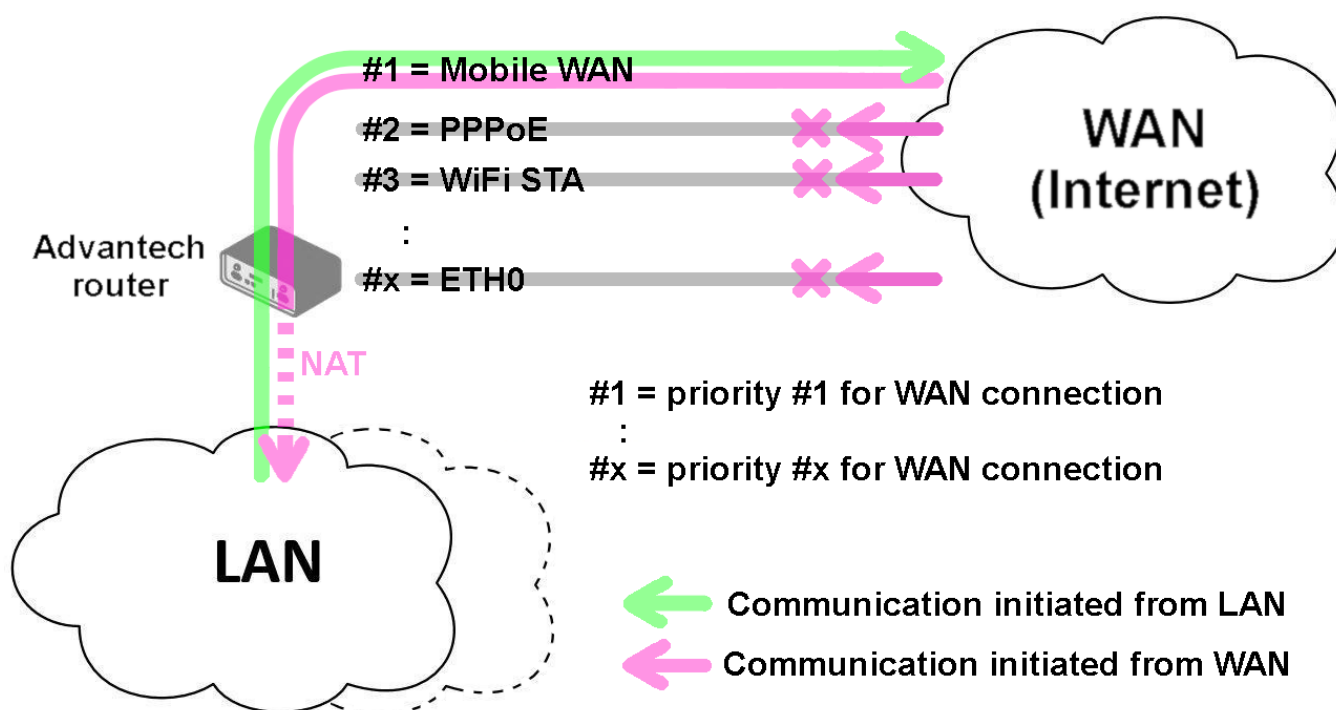 #1 = Mobile WAN
#2 = PPPoE
#3 = WiFi STA
:
#x = ETH0
WAN
(Internet)
Advantech
router
NAT
#1 = priority #1 for WAN connection
:
#x = priority #x for WAN connection
LAN
Communication initiated from LAN
Communication initiated from WAN